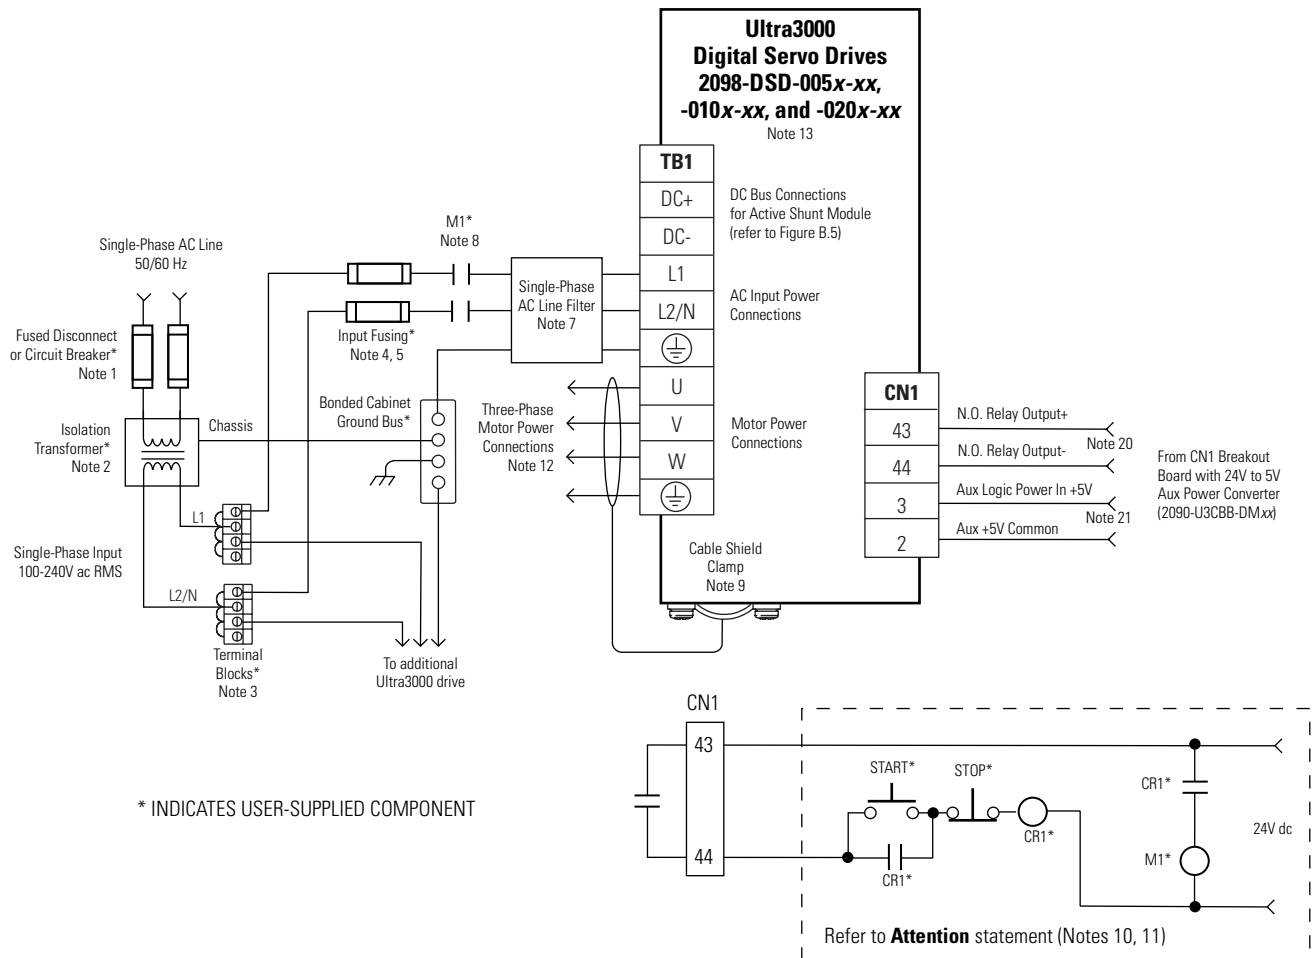 Ultra3000
Digital Servo Drives
2098-DSD-005x-xx,
-010x-xx, and -020x-xx
Note 13
TB1
DC+
DC-
L1
L2/N
U
V
W
DC Bus Connections
for Active Shunt Module
(refer to Figure B.5)
AC Input Power
Connections
Motor Power
Connections
M1*
Note 8
Single-Phase AC Line
50/60 Hz
Single-Phase
AC Line Filter
Note 7
Fused Disconnect
or Circuit Breaker*
Note 1
Input Fusing*
Note 4, 5
Isolation
Transformer*
Note 2
Chassis
Bonded Cabinet
Ground Bus*
Three-Phase
Motor Power
Connections
Note 12
CN1
43
44
3
2
N.O. Relay Output+
N.O. Relay Output-
Aux Logic Power In +5V
Aux +5V Common
Note 20
Note 21
From CN1 Breakout
Board with 24V to 5V
Aux Power Converter
(2090-U3CBB-DMxx)
L1
Single-Phase Input
100-240V ac RMS
L2/N
Cable Shield
Clamp
Note 9
Terminal
Blocks*
Note 3
To additional
Ultra3000 drive
CN1
43
44
START*
STOP*
CR1*
CR1*
CR1*
M1*
24V dc
* INDICATES USER-SUPPLIED COMPONENT
Refer to Attention statement (Notes 10, 11)